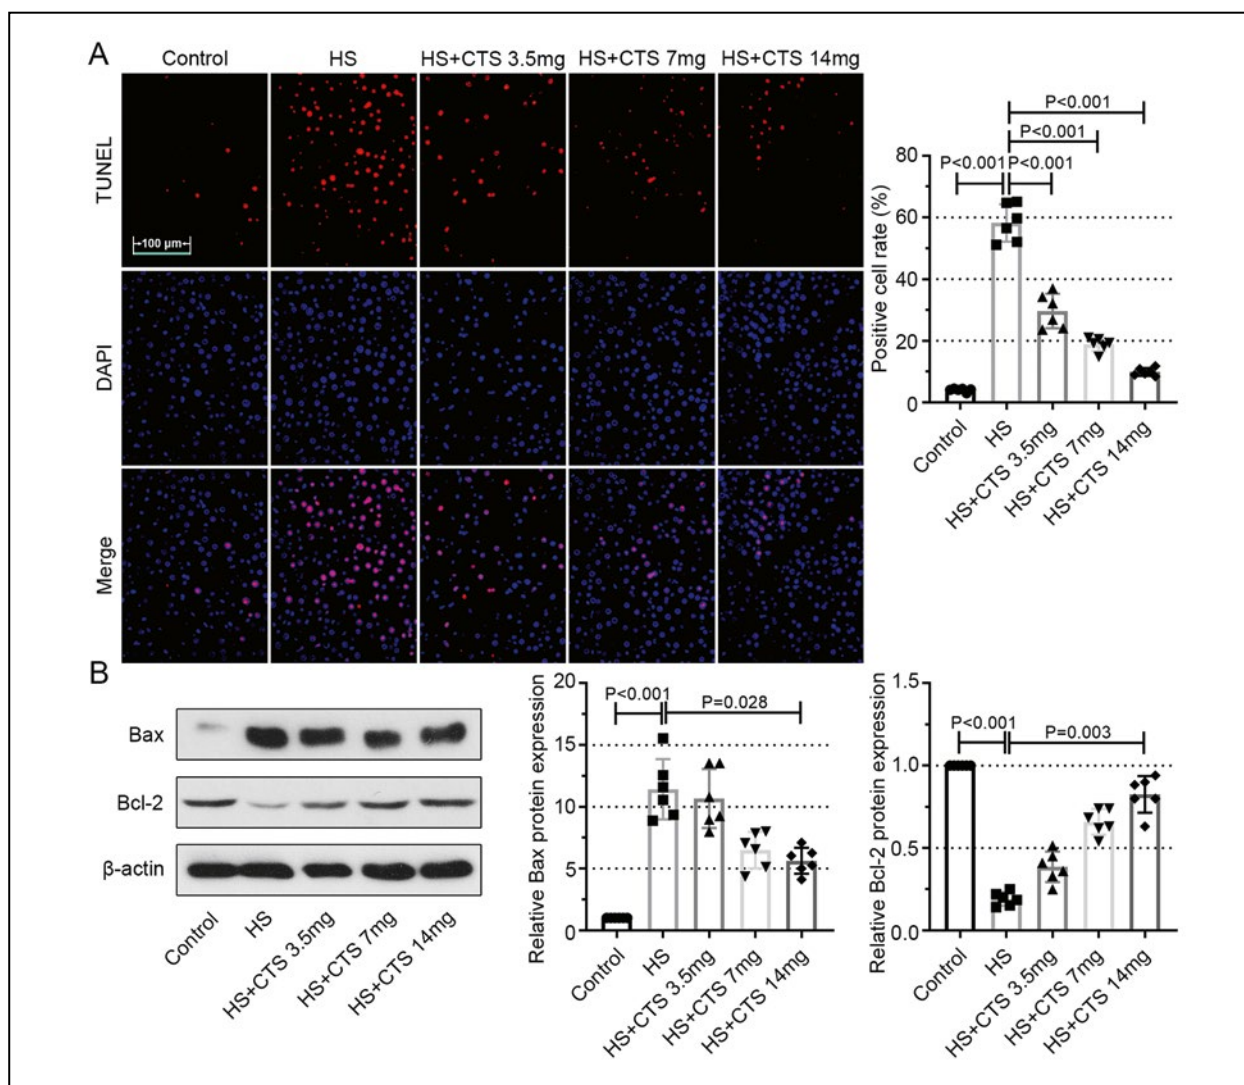 A
Control
HS
HS+CTS 3.5mg
HS+CTS 7mg
HS+CTS 14mg
TUNEL
100 µm
DAPI
Merge
P<0.001
P<0.001
P<0.001 P<0.001
Positive cell rate (%)
80
60
40
20
0
Control
HS
HS+CTS 3.5mg
HS+CTS 7mg
HS+CTS 14mg
B
Bax
Bcl-2
β-actin
Control
HS
HS+CTS 3.5mg
HS+CTS 7mg
HS+CTS 14mg
Relative Bax protein expression
20
15
10
5
0
P<0.001
P=0.028
Control
HS
HS+CTS 3.5mg
HS+CTS 7mg
HS+CTS 14mg
Relative Bcl-2 protein expression
1.5
1.0
0.5
0.0
P<0.001
P=0.003
Control
HS
HS+CTS 3.5mg
HS+CTS 7mg
HS+CTS 14mg